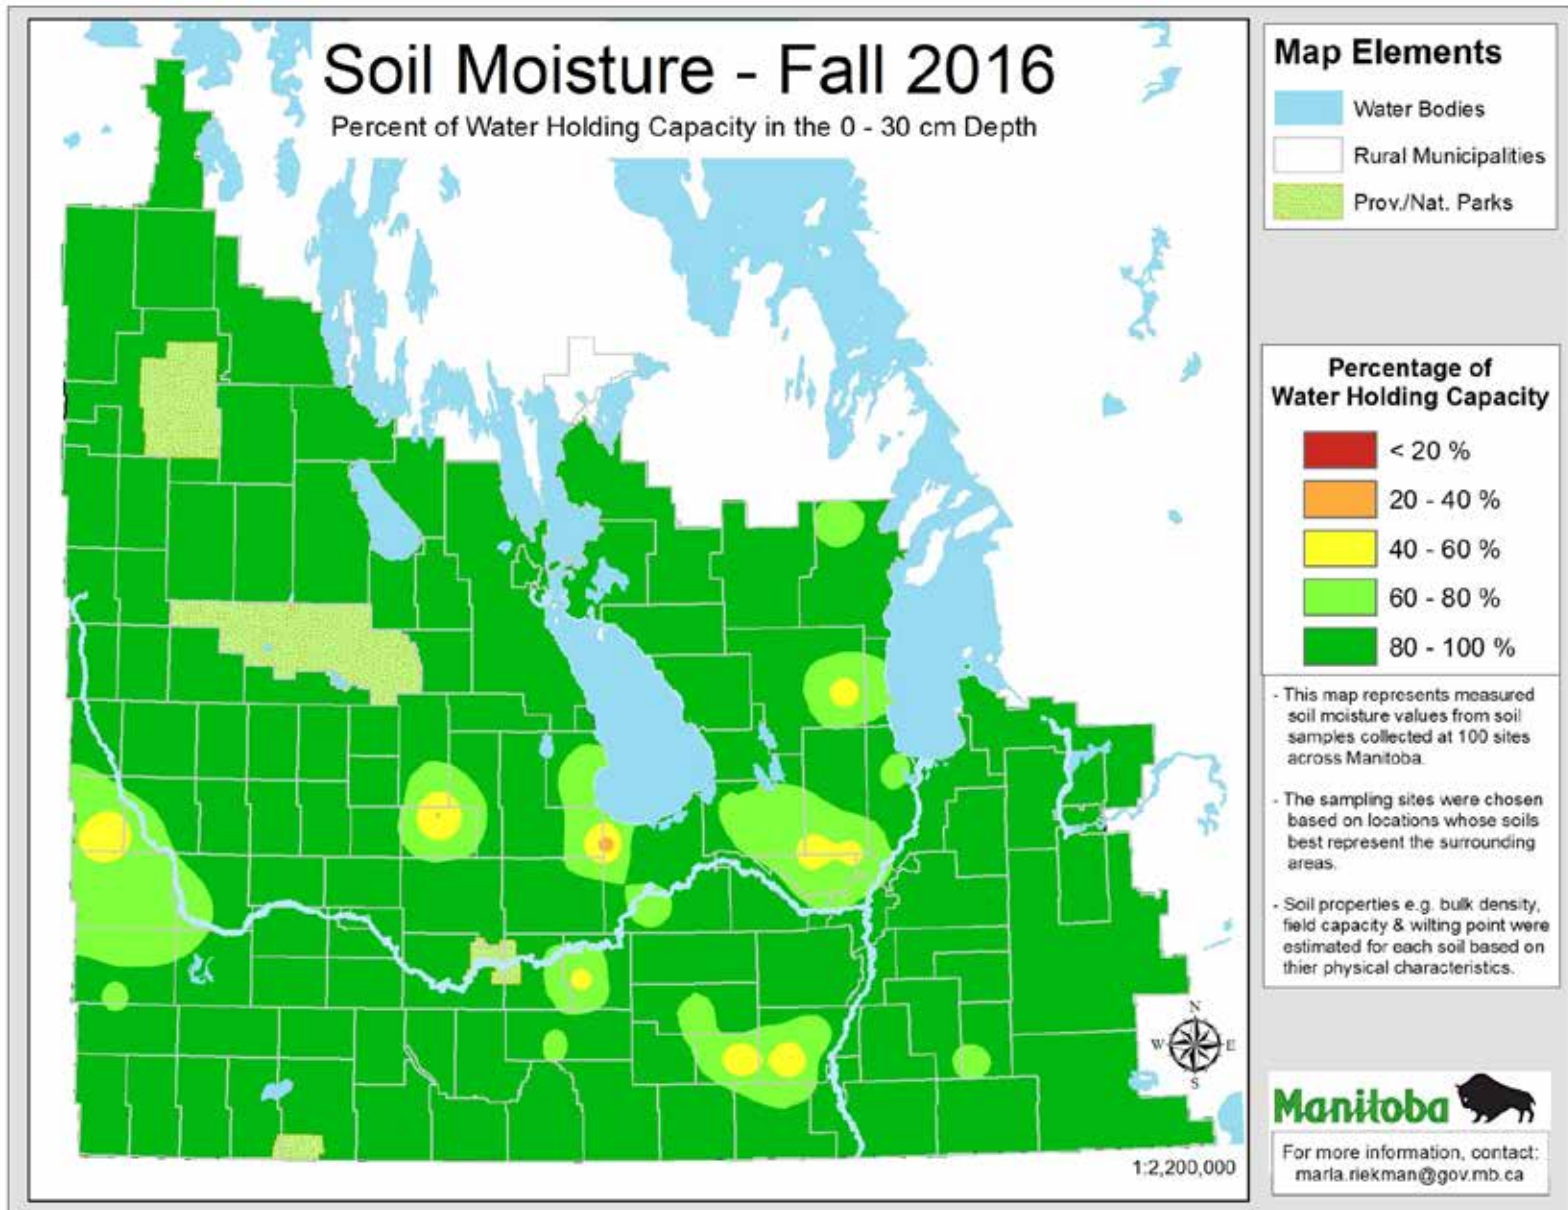 Soil Moisture - Fall 2016
Percent of Water Holding Capacity in the 0 - 30 cm Depth
Map Elements
Water Bodies
Rural Municipalities
Prov./Nat. Parks
Percentage of
Water Holding Capacity
< 20 %
20 - 40 %
40 - 60 %
60 - 80 %
80 - 100 %
- This map represents measured
soil moisture values from soil
samples collected at 100 sites
across Manitoba.
- The sampling sites were chosen
based on locations whose soils
best represent the surrounding
areas.
- Soil properties e.g. bulk density,
field capacity & wilting point were
estimated for each soil based on
thier physical characteristics.
N
W E
S
1:2,200,000
Manitoba
For more information, contact:
marla.riekman@gov.mb.ca